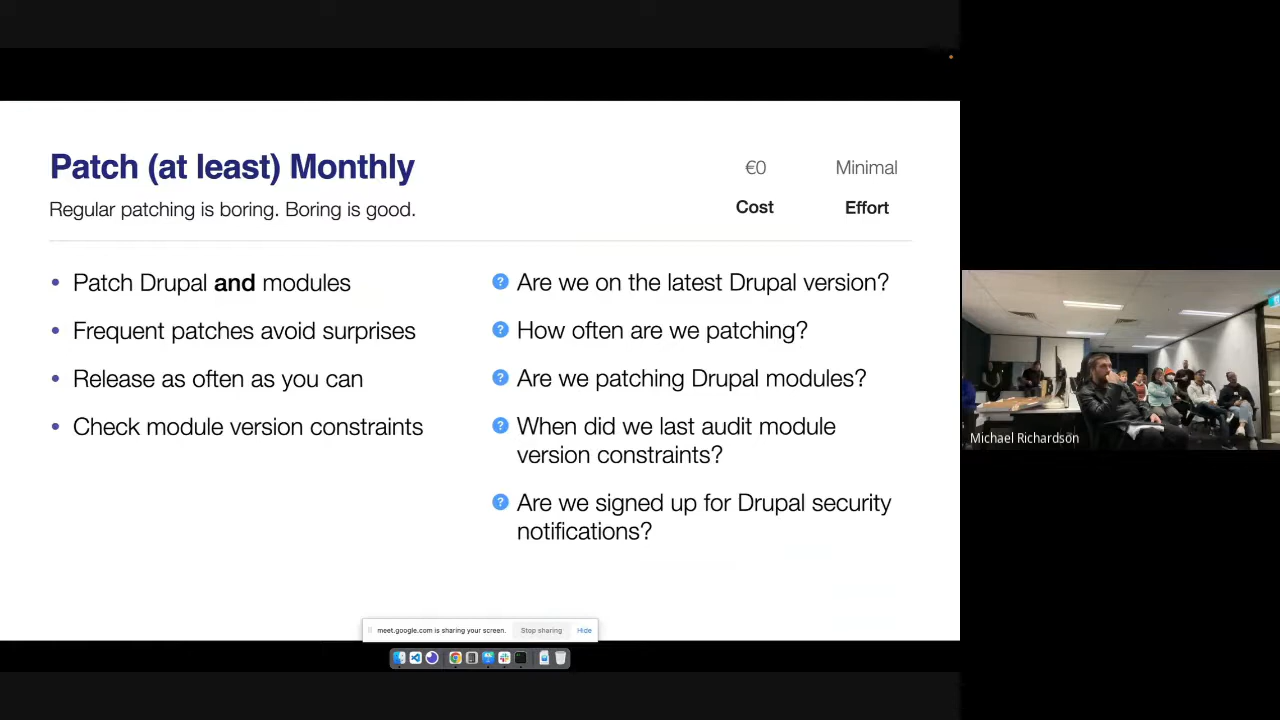 Patch (at least) Monthly
Regular patching is boring. Boring is good.
€0
Cost
Minimal
Effort
• Patch Drupal and modules
• Frequent patches avoid surprises
• Release as often as you can
• Check module version constraints
? Are we on the latest Drupal version?
? How often are we patching?
? Are we patching Drupal modules?
? When did we last audit module
version constraints?
? Are we signed up for Drupal security
notifications?
meet.google.com is sharing your screen.
Stop sharing
Hide
Michael Richardson